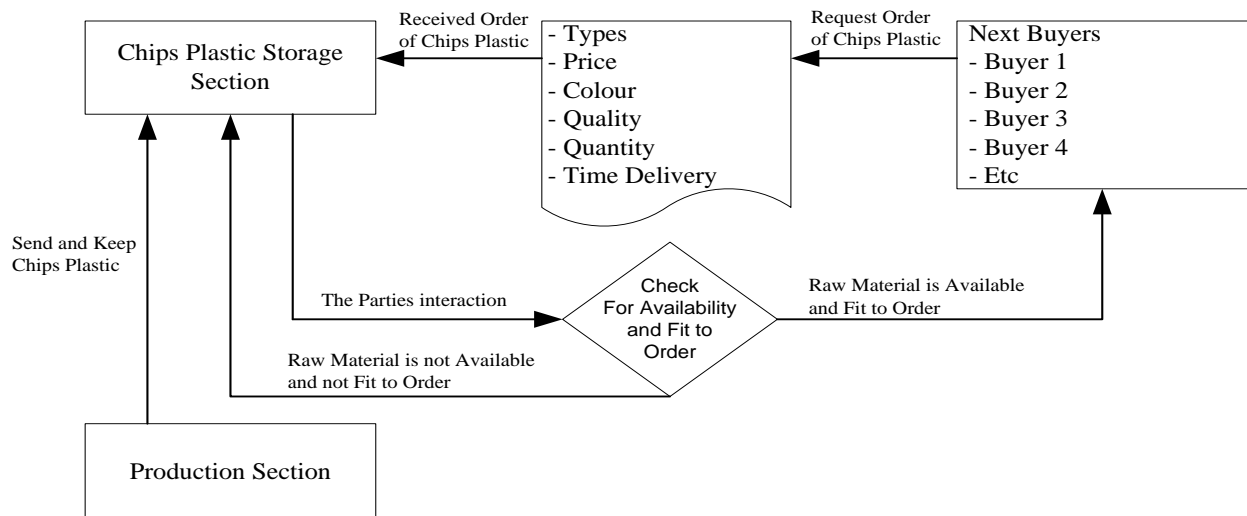 Chips Plastic Storage
Section
Received Order
of Chips Plastic
- Types
- Price
- Colour
- Quality
- Quantity
- Time Delivery
Request Order
of Chips Plastic
Next Buyers
- Buyer 1
- Buyer 2
- Buyer 3
- Buyer 4
- Etc
Send and Keep
Chips Plastic
The Parties interaction
Check
For Availability
and Fit to
Order
Raw Material is Available
and Fit to Order
Raw Material is not Available
and not Fit to Order
Production Section